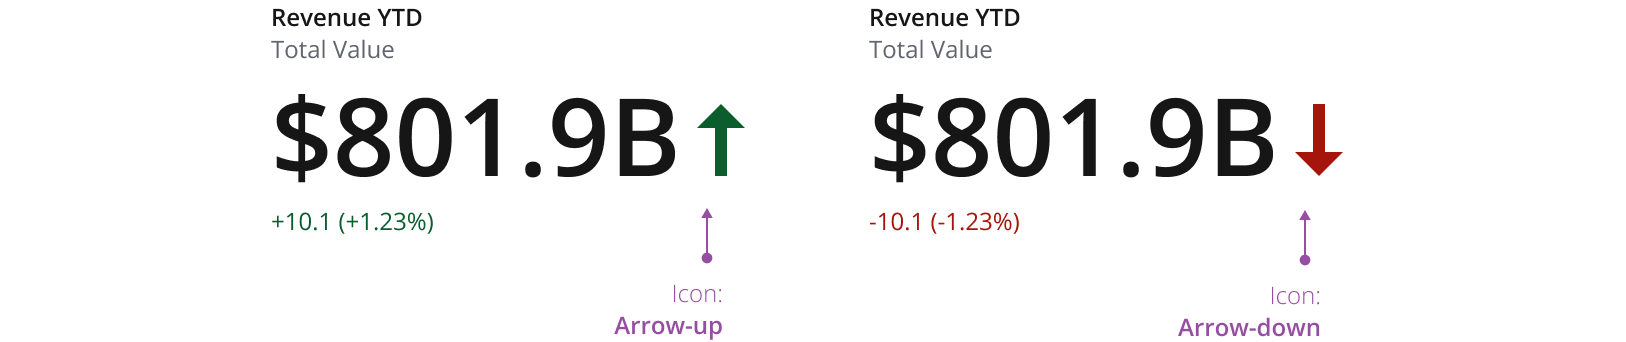 Revenue YTD
Total Value
$801.9B
+10.1 (+1.23%)
Icon:
Arrow-up
Revenue YTD
Total Value
$801.9B
-10.1 (-1.23%)
Icon:
Arrow-down